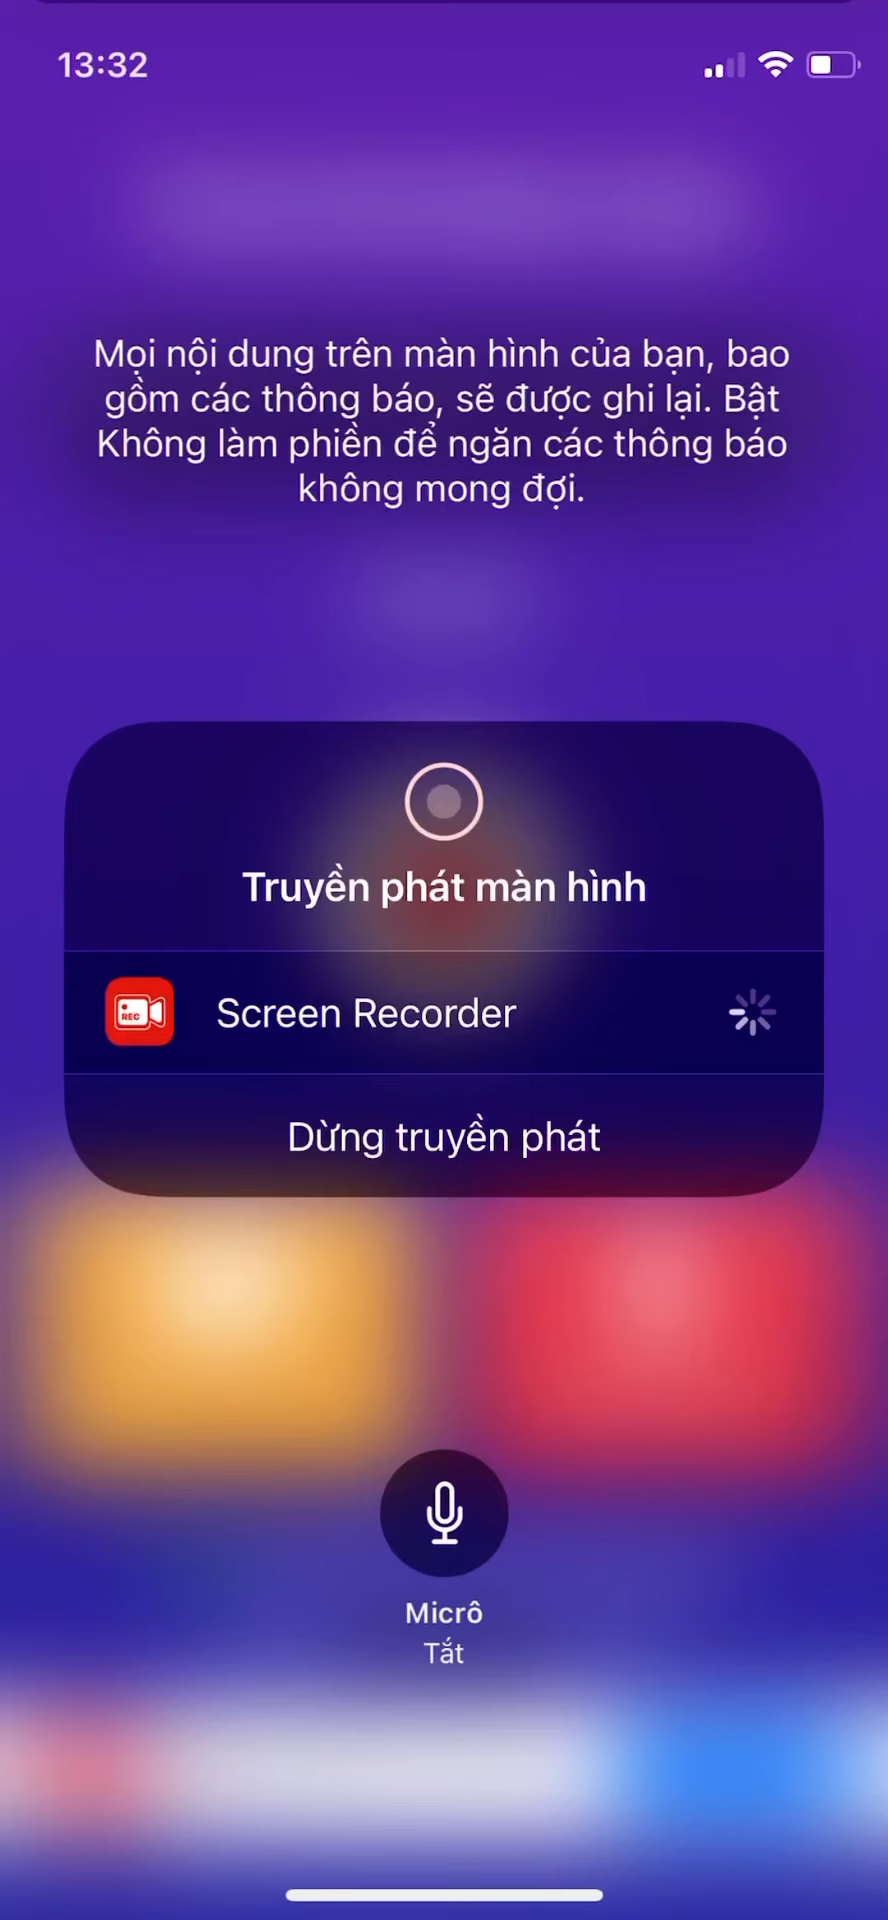 13:32
Mọi nội dung trên màn hình của bạn, bao
gồm các thông báo, sẽ được ghi lại. Bật
Không làm phiền để ngăn các thông báo
không mong đợi.
Truyền phát màn hình
REC
Screen Recorder
Dừng truyền phát
Micrô
Tắt